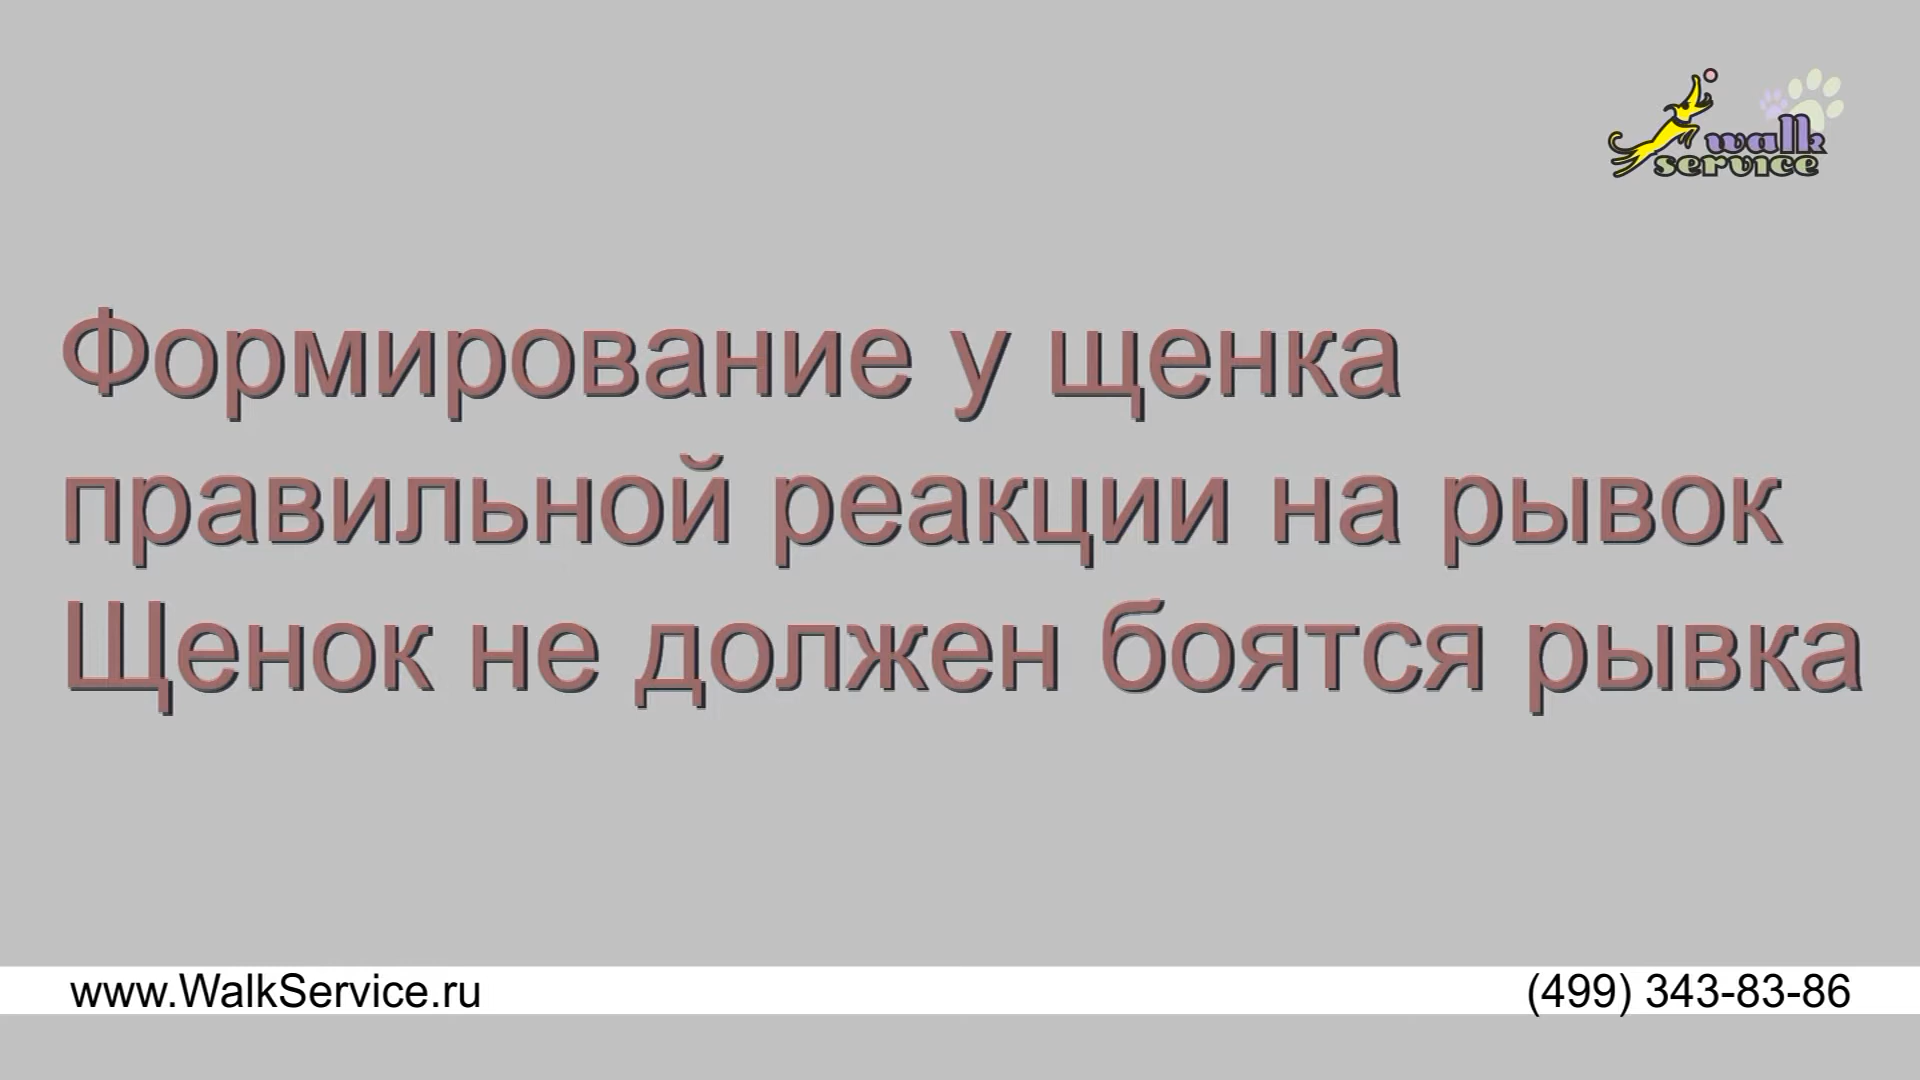 walk
service
Формирование у щенка
правильной реакции на рывок
Щенок не должен боятся рывка
www.WalkService.ru
(499) 343-83-86